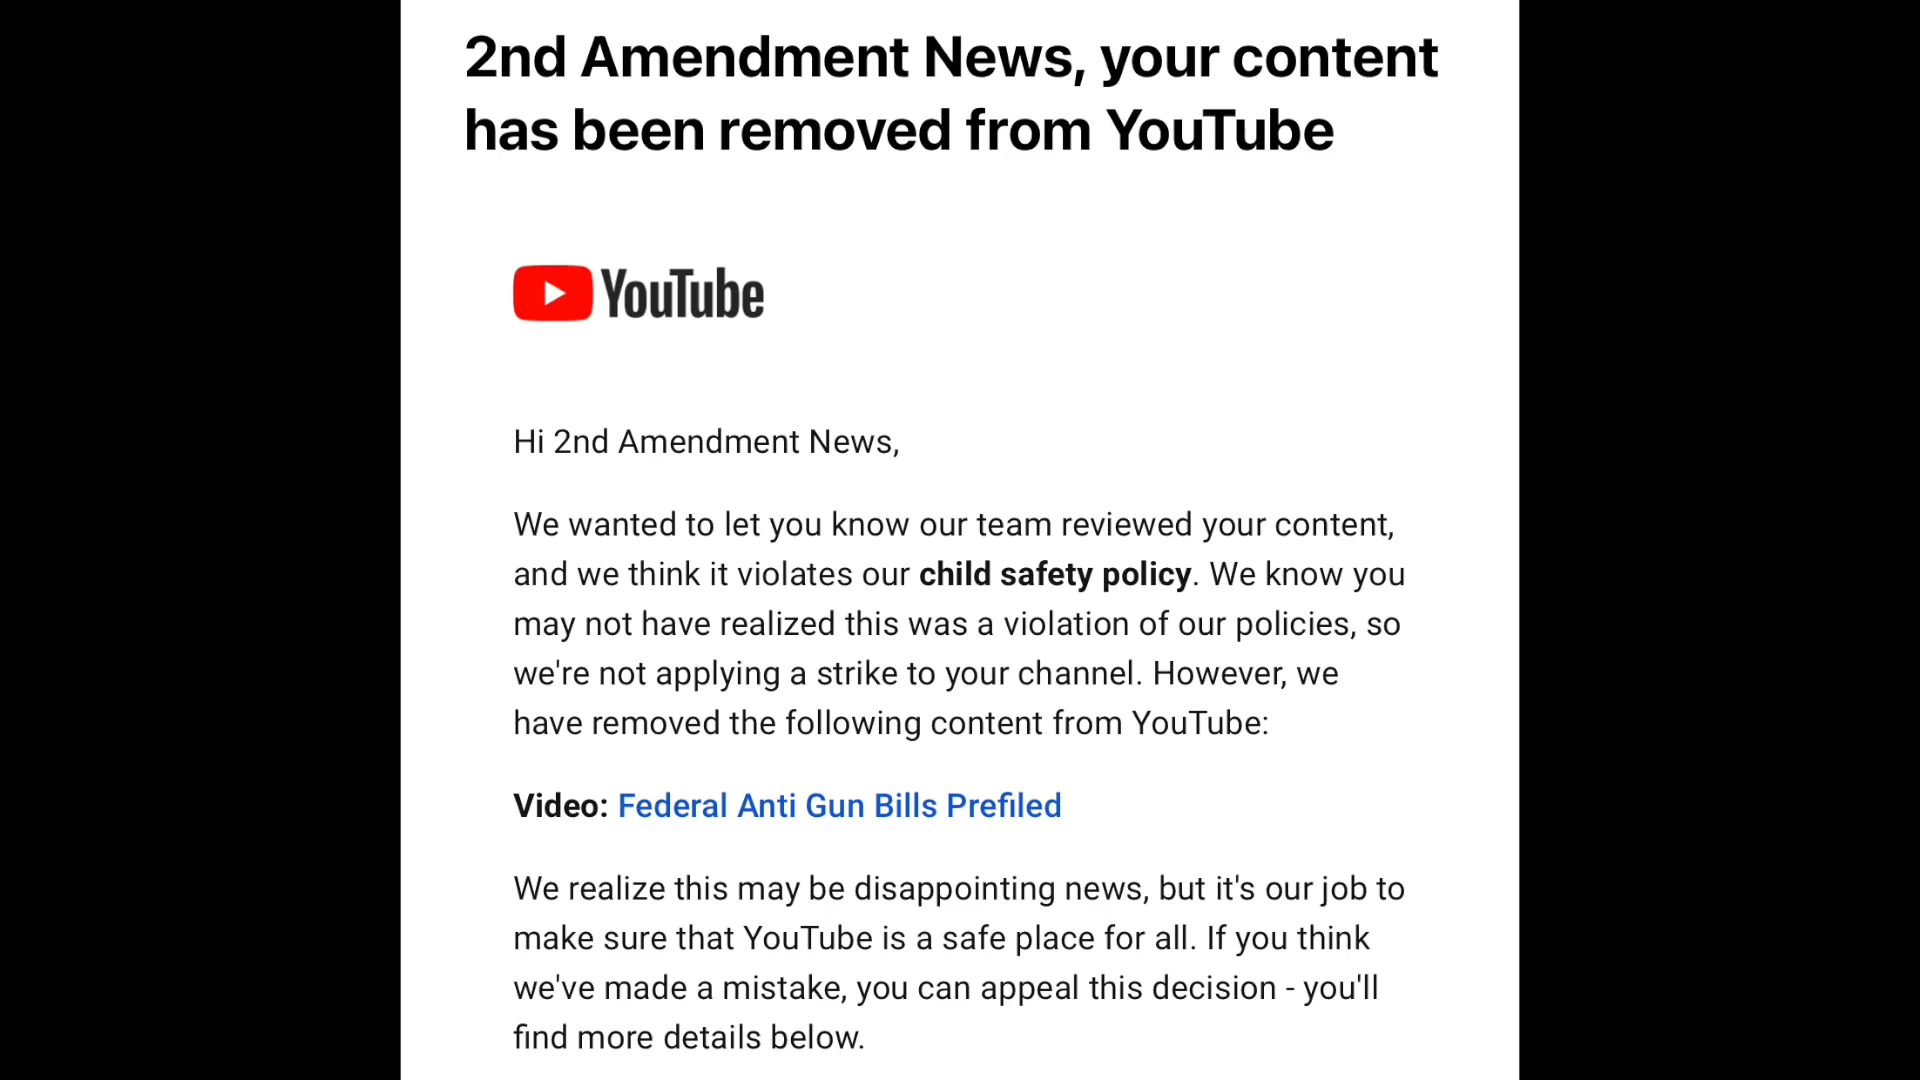 2nd Amendment News, your content
has been removed from YouTube
YouTube
Hi 2nd Amendment News,
We wanted to let you know our team reviewed your content,
and we think it violates our child safety policy. We know you
may not have realized this was a violation of our policies, so
we're not applying a strike to your channel. However, we
have removed the following content from YouTube:
Video: Federal Anti Gun Bills Prefiled
We realize this may be disappointing news, but it's our job to
make sure that YouTube is a safe place for all. If you think
we've made a mistake, you can appeal this decision - you'll
find more details below.